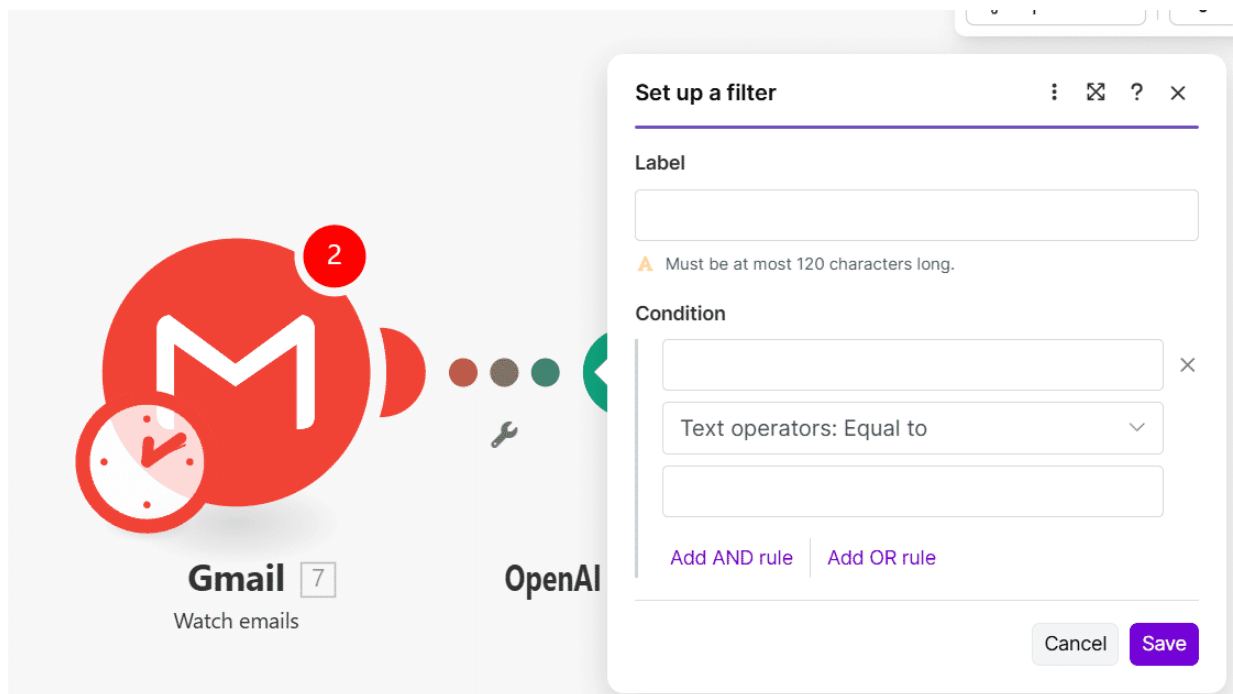 Set up a filter
?
Label
A Must be at most 120 characters long.
Condition
Text operators: Equal to
Add AND rule
Add OR rule
Cancel
Save
2
Gmail 7
Watch emails
OpenAI